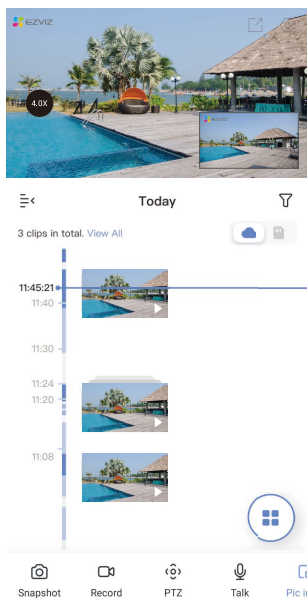 EZVIZ
4.0X
EZVIZ
Today
3 clips in total. View All
11:45:21
11:40
11:30
11:24
11:20
11:08
Snapshot
Record
PTZ
Talk
Pic in